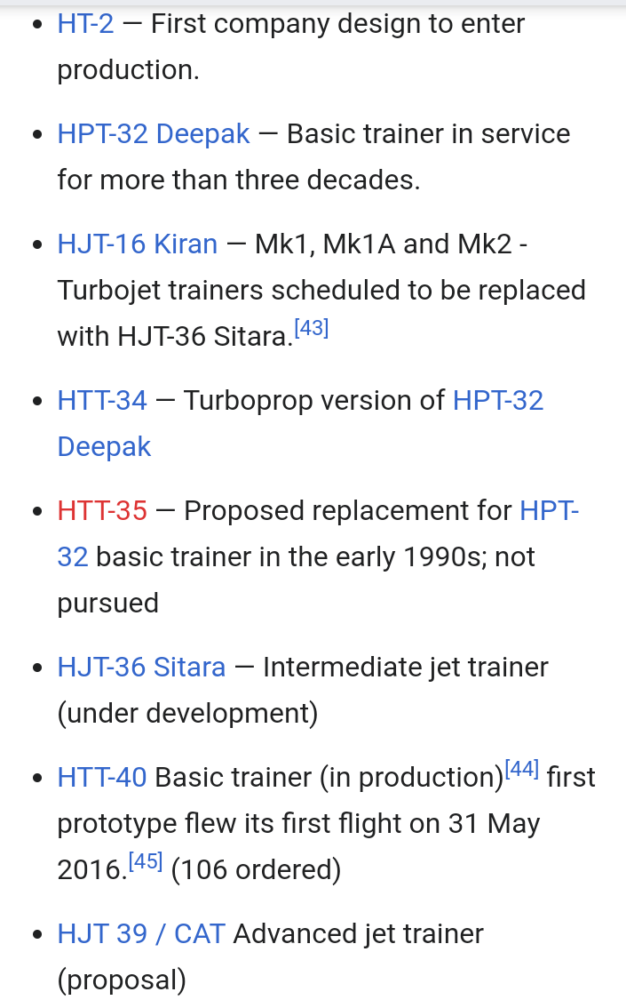 • HT-2 — First company design to enter
production.
• HPT-32 Deepak — Basic trainer in service
for more than three decades.
• HJT-16 Kiran — Mk1, Mk1A and Mk2 -
Turbojet trainers scheduled to be replaced
with HJT-36 Sitara.[43]
• HTT-34 — Turboprop version of HPT-32
Deepak
• HTT-35 — Proposed replacement for HPT-
32 basic trainer in the early 1990s; not
pursued
• HJT-36 Sitara — Intermediate jet trainer
(under development)
• HTT-40 Basic trainer (in production)[44] first
prototype flew its first flight on 31 May
2016.[45] (106 ordered)
• HJT 39 / CAT Advanced jet trainer
(proposal)